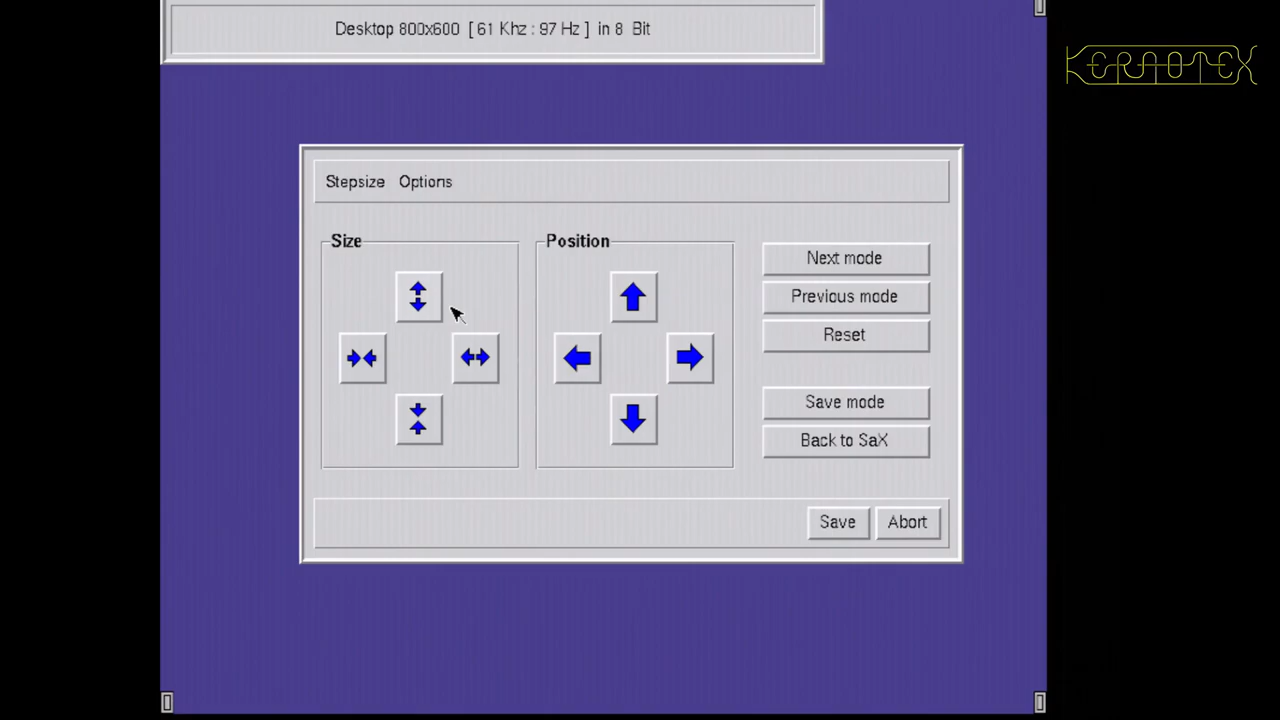 Desktop 800x600 [ 61 Khz : 97 Hz ] in 8 Bit
KERAOTEX
Stepsize Options
Size
Position
Next mode
Previous mode
Reset
Save mode
Back to SaX
Save Abort